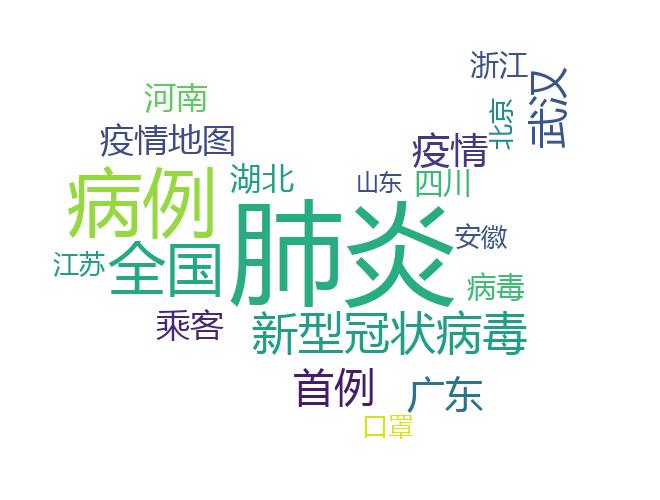 浙江
武汉
河南
北京
疫情地图
疫情
湖北
山东
四川
病例
肺炎
安徽
江苏
全国
病毒
乘客
新型冠状病毒
首例
广东
口罩